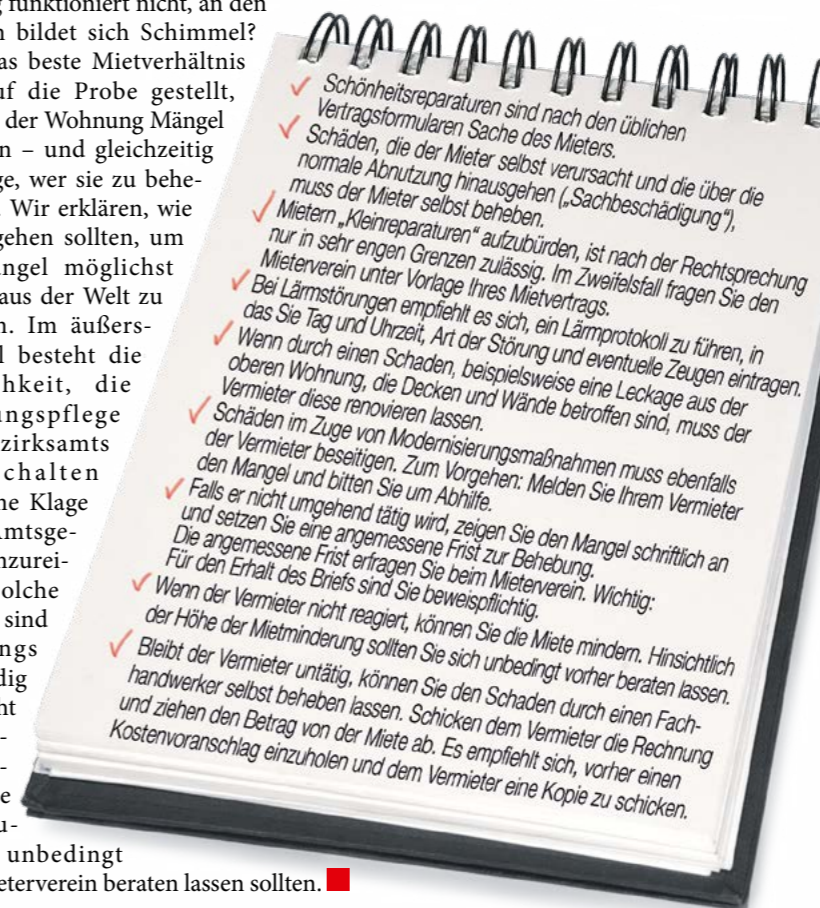 g funktioniert nicht, an den
n bildet sich Schimmel?
as beste Mietverhältnis
uf die Probe gestellt,
der Wohnung Mängel
n – und gleichzeitig
ge, wer sie zu behe-
Wir erklären, wie
gehen sollten, um
ängel möglichst
aus der Welt zu
n. Im äußers-
l besteht die
hkeit, die
ungspflege
zirksamts
chalten
ne Klage
mtsge-
nzurei-
olche
sind
ngs
dig
ht
-
-
e
u-
unbedingt
eterverein beraten lassen sollten.
✓ Schönheitsreparaturen sind nach den üblichen
Vertragsformularen Sache des Mieters.
✓ Schäden, die der Mieter selbst verursacht und die über die
normale Abnutzung hinausgehen („Sachbeschädigung“),
muss der Mieter selbst beheben.
✓ Mietern „Kleinreparaturen“ aufzubürden, ist nach der Rechtsprechung
nur in sehr engen Grenzen zulässig. Im Zweifelsfall fragen Sie den
Mieterverein unter Vorlage Ihres Mietvertrags.
✓ Bei Lärmstörungen empfiehlt es sich, ein Lärmprotokoll zu führen, in
das Sie Tag und Uhrzeit, Art der Störung und eventuelle Zeugen eintragen.
✓ Wenn durch einen Schaden, beispielsweise eine Leckage aus der
oberen Wohnung, die Decken und Wände betroffen sind, muss der
Vermieter diese renovieren lassen.
✓ Schäden im Zuge von Modernisierungsmaßnahmen muss ebenfalls
der Vermieter beseitigen. Zum Vorgehen: Melden Sie Ihrem Vermieter
den Mangel und bitten Sie um Abhilfe.
✓ Falls er nicht umgehend tätig wird, zeigen Sie den Mangel schriftlich an
und setzen Sie eine angemessene Frist zur Behebung.
Die angemessene Frist erfragen Sie beim Mieterverein. Wichtig:
Für den Erhalt des Briefs sind Sie beweispflichtig.
✓ Wenn der Vermieter nicht reagiert, können Sie die Miete mindern. Hinsichtlich
der Höhe der Mietminderung sollten Sie sich unbedingt vorher beraten lassen.
✓ Bleibt der Vermieter untätig, können Sie den Schaden durch einen Fach-
handwerker selbst beheben lassen. Schicken dem Vermieter die Rechnung
und ziehen den Betrag von der Miete ab. Es empfiehlt sich, vorher einen
Kostenvoranschlag einzuholen und dem Vermieter eine Kopie zu schicken.